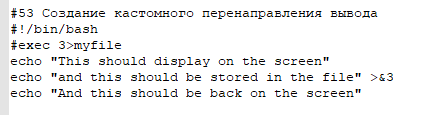 #53 Создание кастомного перенаправления вывода
#!/bin/bash
#exec 3>myfile
echo "This should display on the screen"
echo "and this should be stored in the file" >&3
echo "And this should be back on the screen"